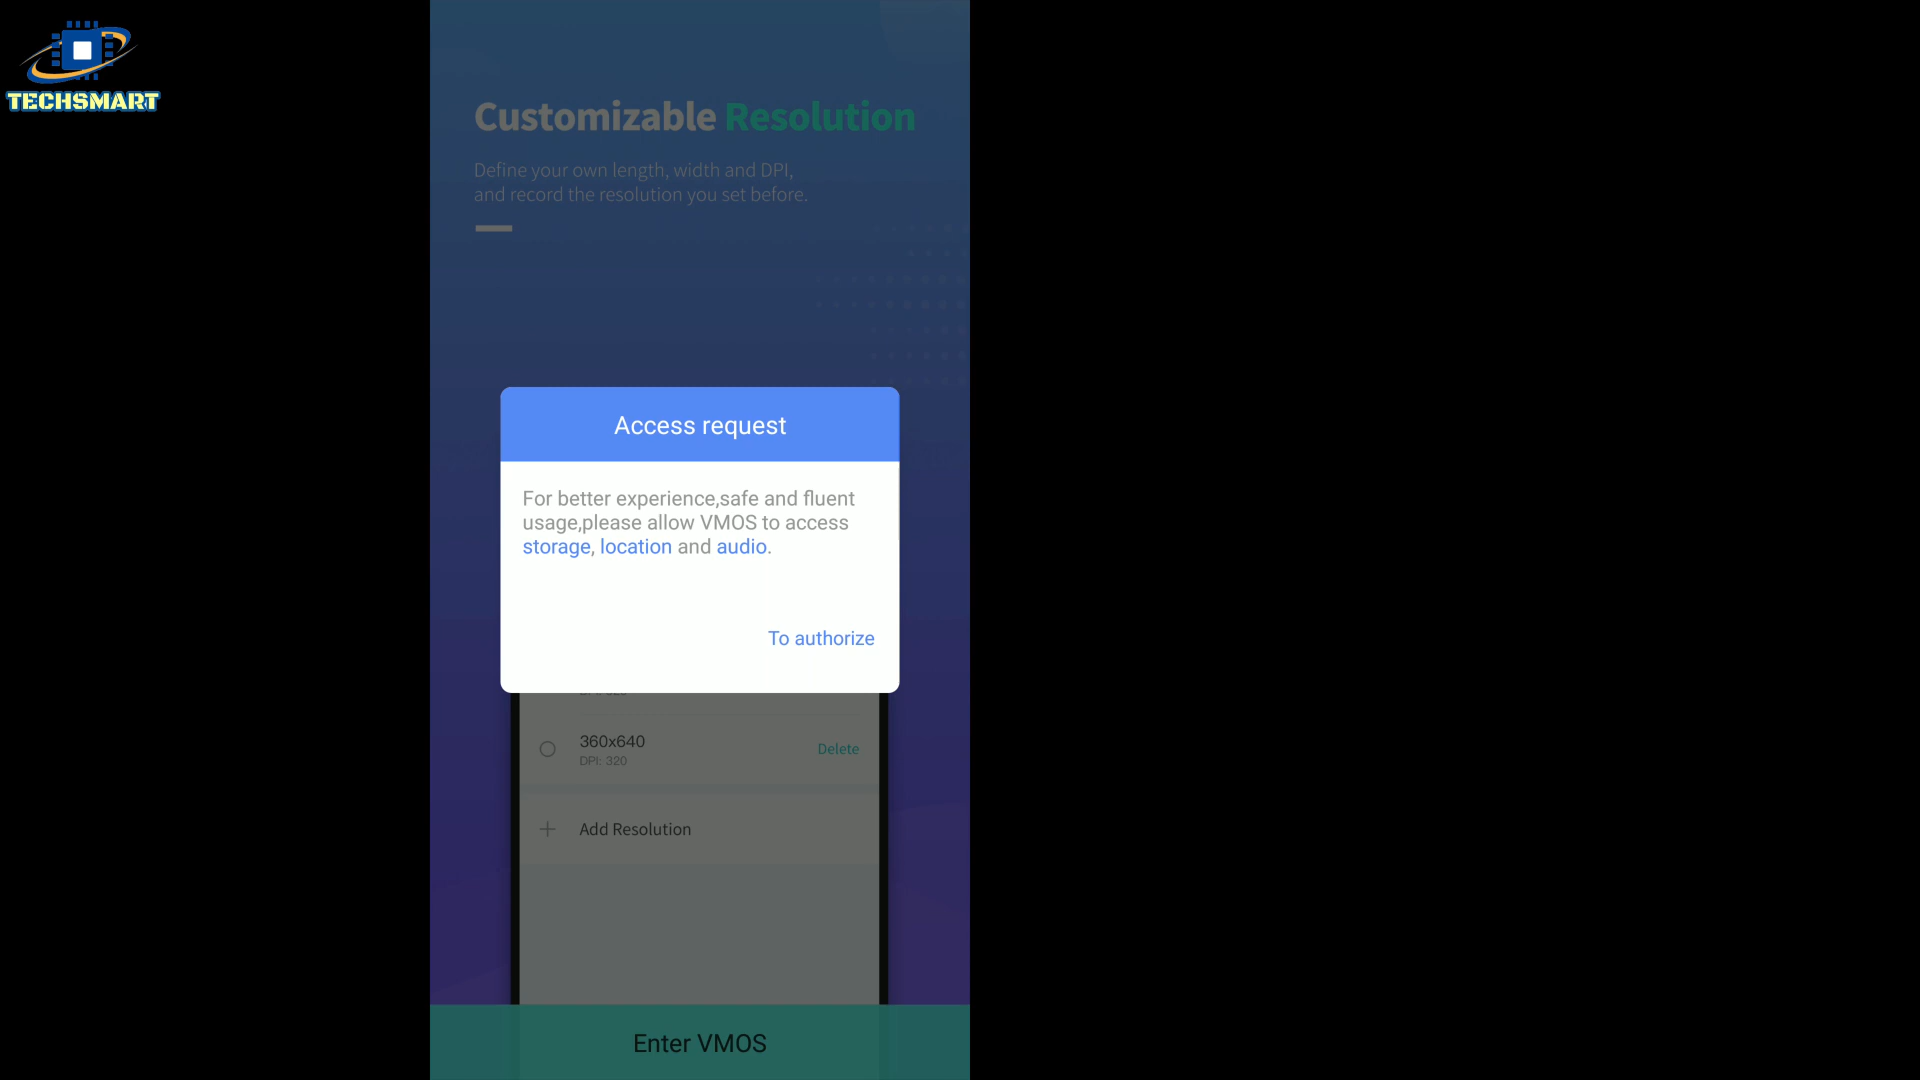 TECHSMART
Customizable Resolution
Define your own length, width and DPI,
and record the resolution you set before.
Access request
For better experience,safe and fluent
usage,please allow VMOS to access
storage, location and audio.
To authorize
360x640
Delete
DPI: 320
Add Resolution
Enter VMOS